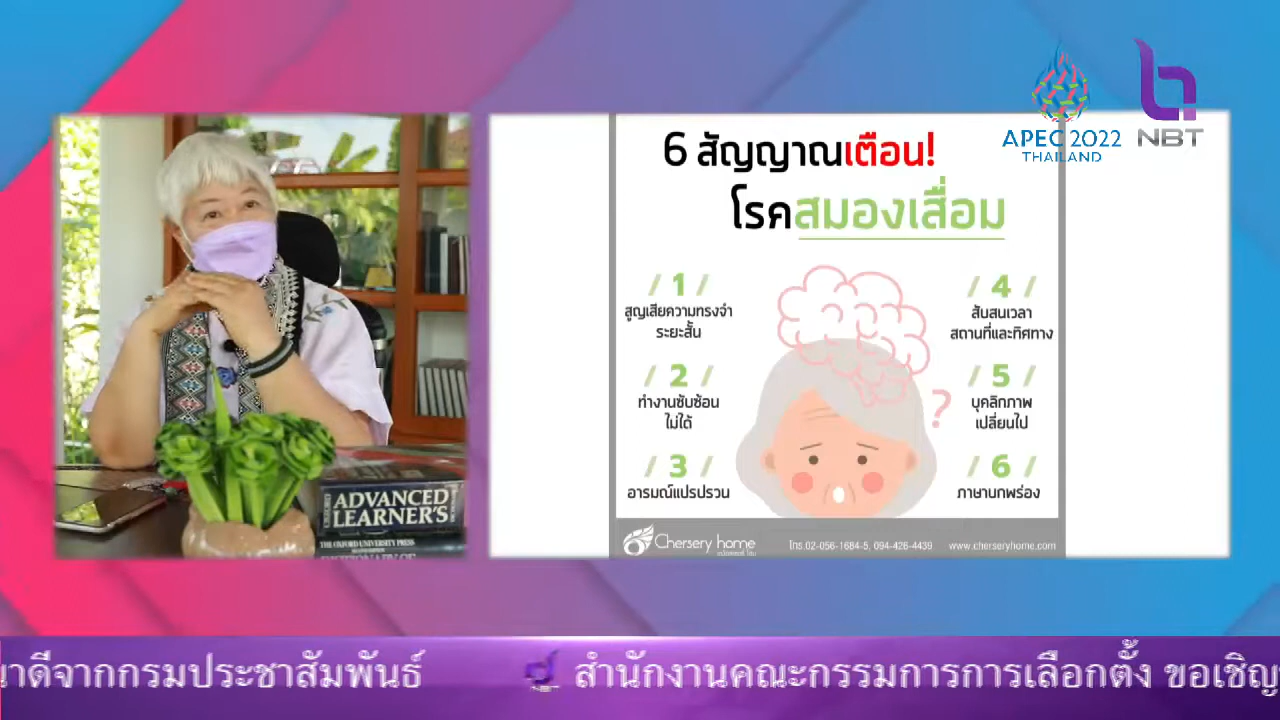 APEC 2022
THAILAND
NBT
6 สัญญาณเตือน!
โรคสมองเสื่อม
/ 1 /
สูญเสียความทรงจำ
ระยะสั้น
/ 2 /
ทำงานซับซ้อน
ไม่ได้
/ 3 /
อารมณ์แปรปรวน
/ 4 /
สับสนเวลา
สถานที่และทิศทาง
/ 5 /
บุคลิกภาพ
เปลี่ยนไป
/ 6 /
ภาษาบกพร่อง
?
Chersery home
โทร.02-056-1684-5, 094-426-4439
www.cherseryhome.com
OXFORD
ADVANCED
LEARNER'S
THE OXFORD UNIVERSITY PRESS
าดีจากกรมประชาสัมพันธ์
สำนักงานคณะกรรมการการเลือกตั้ง ขอเชิญ